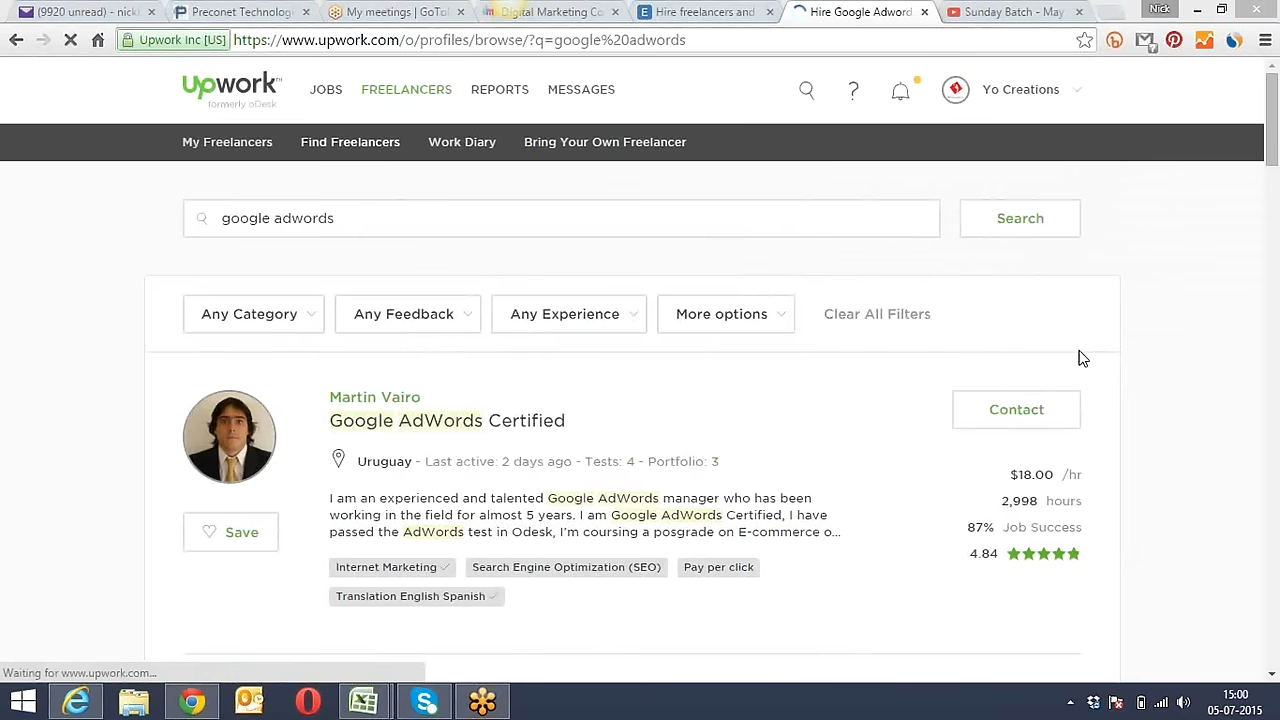 (9920 unread) - nickl
Preconet Technolog
My meetings | GoTo
Digital Marketing Co
Hire freelancers and
Hire Google Adword
Sunday Batch - May
Nick
Upwork Inc [US]
https://www.upwork.com/o/profiles/browse/?q=google%20adwords
Upwork
formerly oDesk
JOBS
FREELANCERS
REPORTS
MESSAGES
?
Yo Creations
My Freelancers
Find Freelancers
Work Diary
Bring Your Own Freelancer
google adwords
Search
Any Category
Any Feedback
Any Experience
More options
Clear All Filters
Martin Vairo
Google AdWords Certified
Contact
Uruguay - Last active: 2 days ago - Tests: 4 - Portfolio: 3
$18.00 /hr
I am an experienced and talented Google AdWords manager who has been
2,998 hours
working in the field for almost 5 years. I am Google AdWords Certified, I have
87% Job Success
passed the AdWords test in Odesk, I'm coursing a posgrade on E-commerce o...
Save
4.84
Internet Marketing
Search Engine Optimization (SEO)
Pay per click
Translation English Spanish
Waiting for www.upwork.com...
15:00
05-07-2015